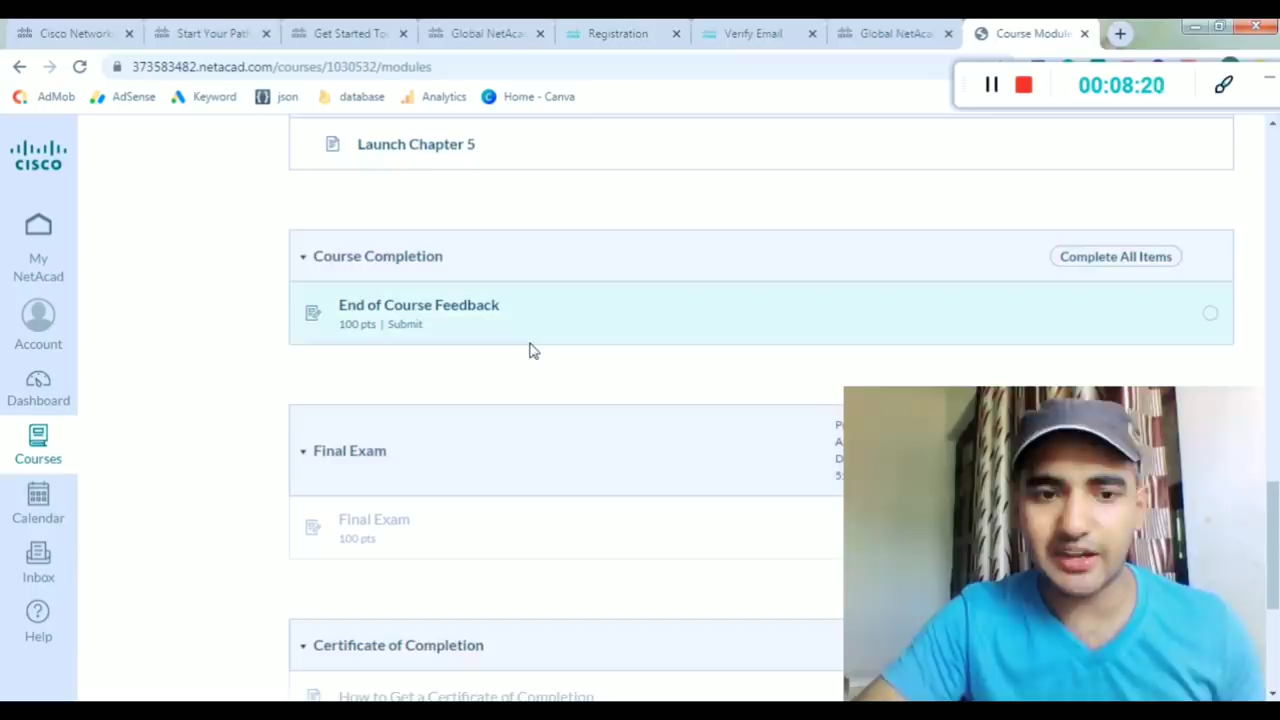 Cisco Network
Start Your Path
Get Started To
Global NetAca
Registration
Verify Email
Global NetAca
Course Module
373583482.netacad.com/courses/1030532/modules
AdMob
AdSense
Keyword
json
database
Analytics
Home - Canva
00:08:20
CISCO
My
NetAcad
Account
Dashboard
Courses
Calendar
Inbox
Help
Launch Chapter 5
Course Completion
Complete All Items
End of Course Feedback
100 pts | Submit
Final Exam
Final Exam
100 pts
Certificate of Completion
How to Get a Certificate of Completion